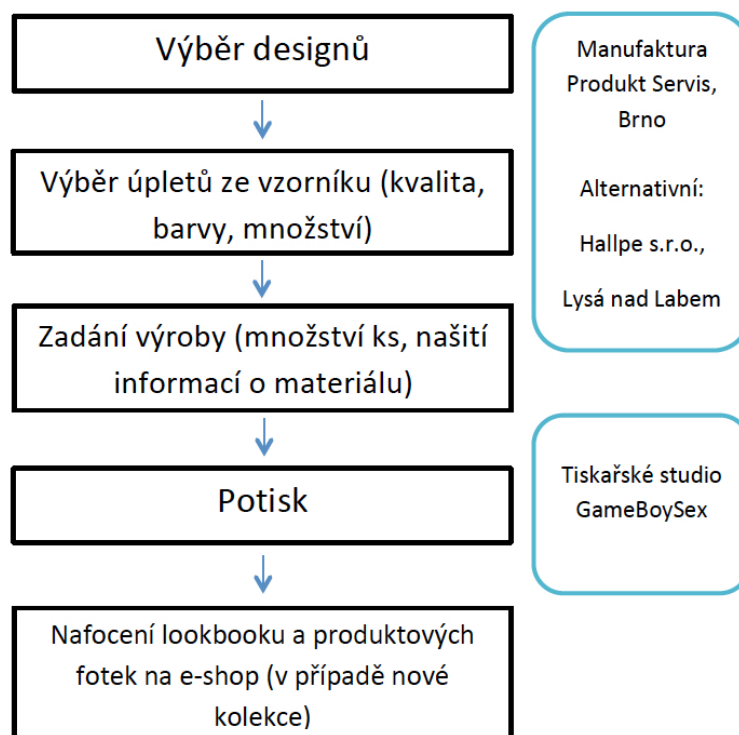 Výběr designů
Výběr úpletů ze vzorníku (kvalita,
barvy, množství)
Zadání výroby (množství ks, našití
informací o materiálu)
Potisk
Nafocení lookbooku a produktových
fotek na e-shop (v případě nové
kolekce)
Manufaktura
Produkt Servis,
Brno
Alternativní:
Hallpe s.r.o.,
Lysá nad Labem
Tiskařské studio
GameBoySex